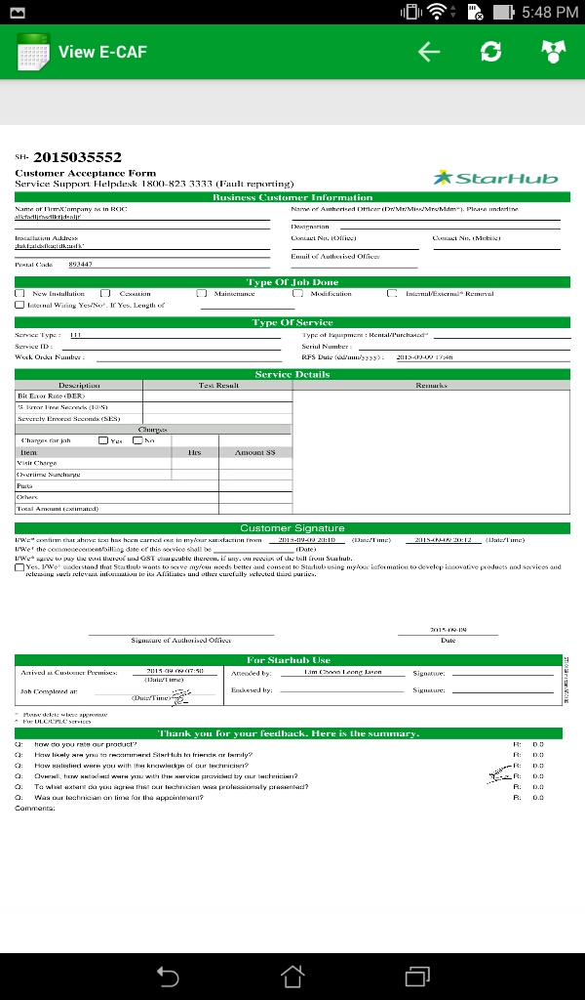 5:48 PM
View E-CAF
SH- 2015035552
Customer Acceptance Form
Service Support Helpdesk 1800-823 3333 (Fault reporting)
StarHub
Business Customer Information
Name of Firm/Company as in ROC
Name of Authorised Officer (Dr/Mr/Miss/Mrs/Mdm*). Please underline
Designation
Installation Address
Contact No. (Office)
Contact No. (Mobile)
Email of Authorised Officer
Postal Code 893447
Type Of Job Done
New Installation
Cessation
Maintenance
Modification
Internal/External* Removal
Internal Wiring Yes/No*. If Yes, Length of
Type Of Service
Service Type : 111
Type of Equipment : Rental/Purchased*
Service ID :
Serial Number :
Work Order Number :
RFS Date (dd/mm/yyyy) : 2015-09-09 17:46
Service Details
Description
Test Result
Remarks
Bit Error Rate (BER)
% Error Free Seconds (EFS)
Severely Errored Seconds (SES)
Charges
Charges for job Yes No
Item Hrs Amount S$
Visit Charge
Overtime Surcharge
Parts
Others
Total Amount (estimated)
Customer Signature
I/We* confirm that above test has been carried out to my/our satisfaction from 2015-09-09 20:10 (Date/Time) 2015-09-09 20:12 (Date/Time)
I/We* the commencement/billing date of this service shall be (Date)
I/We* agree to pay the cost thereof and GST chargeable thereon, if any, on receipt of the bill from Starhub.
Yes, I/We* understand that Starthub wants to serve my/our needs better and consent to Starhub using my/our information to develop innovative products and services and
releasing such relevant information to its Affiliates and other carefully selected third parties.
2015-09-09
Signature of Authorised Officer
Date
For Starhub Use
Arrived at Customer Premises: 2015-09-09 07:50
(Date/Time)
Attended by: Lim Choon Leong Jason
Signature:
Job Completed at:
(Date/Time)
Endorsed by:
Signature:
* Please delete where appropriate
* For DLC/CPLC services
Thank you for your feedback. Here is the summary.
Q: how do you rate our product? R: 0.0
Q: How likely are you to recommend StarHub to friends or family? R: 0.0
Q: How satisfied were you with the knowledge of our technician? R: 0.0
Q: Overall, how satisfied were you with the service provided by our technician? R: 0.0
Q: To what extent do you agree that our technician was professionally presented? R: 0.0
Q: Was our technician on time for the appointment? R: 0.0
Comments: